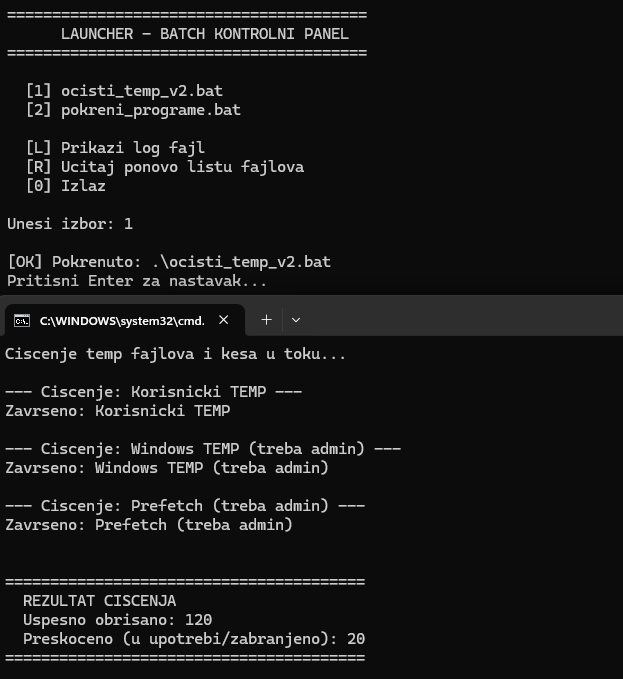 ========================================
LAUNCHER - BATCH KONTROLNI PANEL
========================================
[1] ocisti_temp_v2.bat
[2] pokreni_programe.bat
[L] Prikazi log fajl
[R] Ucitaj ponovo listu fajlova
[0] Izlaz
Unesi izbor: 1
[OK] Pokrenuto: .\ocisti_temp_v2.bat
Pritisni Enter za nastavak...
C:\WINDOWS\system32\cmd.
Ciscenje temp fajlova i kesa u toku...
--- Ciscenje: Korisnicki TEMP ---
Zavrseno: Korisnicki TEMP
--- Ciscenje: Windows TEMP (treba admin) ---
Zavrseno: Windows TEMP (treba admin)
--- Ciscenje: Prefetch (treba admin) ---
Zavrseno: Prefetch (treba admin)
========================================
REZULTAT CISCENJA
Uspesno obrisano: 120
Preskoceno (u upotrebi/zabranjeno): 20
========================================